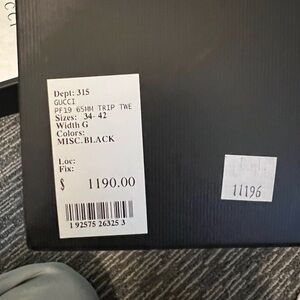 Dept: 315
GUCCI
PF19 65MM TRIP TWE
Sizes: 34- 42
Width G
Colors:
MISC. BLACK
Loc:
Fix:
$ 1190.00
1 92575 26325 3
11196